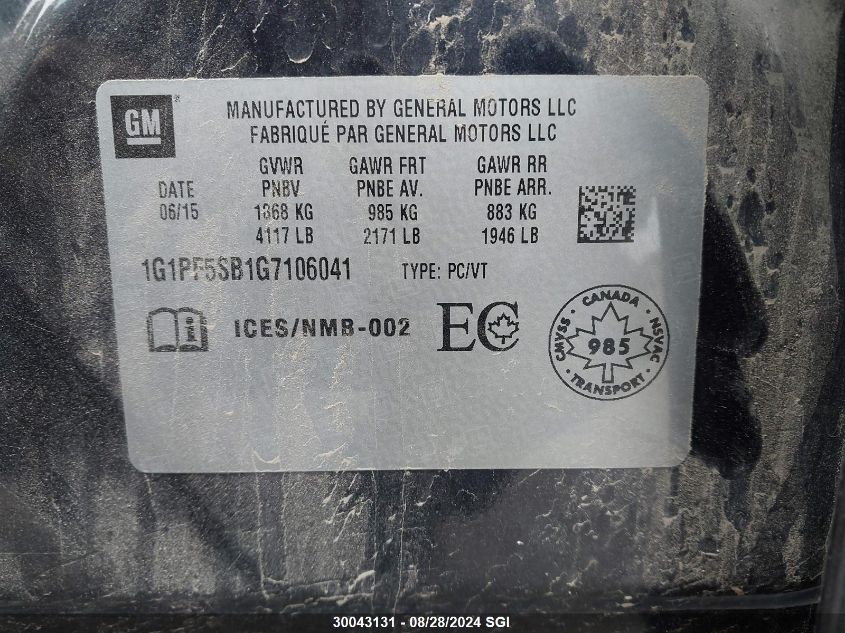 GM
MANUFACTURED BY GENERAL MOTORS LLC
FABRIQUÉ PAR GENERAL MOTORS LLC
GVWR GAWR FRT GAWR RR
DATE PNBV PNBE AV. PNBE ARR.
06/15 1868 KG 985 KG 883 KG
4117 LB 2171 LB 1946 LB
1G1PF5SB1G7106041 TYPE: PC/VT
i ICES/NMB-002 EC
CANADA
CMVSS 985 NSVAC
TRANSPORT
30043131 - 08/28/2024 SGI